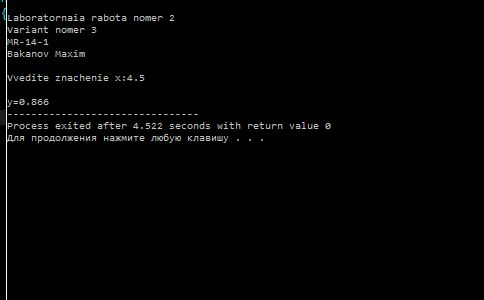 {
Laboratornaia rabota nomer 2
Variant nomer 3
MR-14-1
Bakanov Maxim
Vvedite znachenie x:4.5
y=0.866
--------------------------------
Process exited after 4.522 seconds with return value 0
Для продолжения нажмите любую клавишу . . .